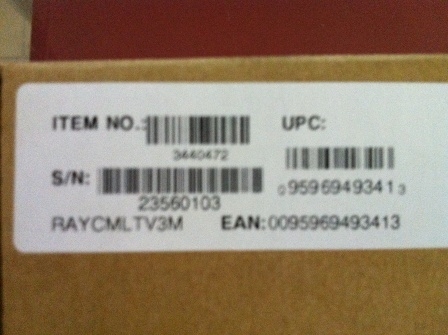 ITEM NO.: UPC:
3440472
S/N: 0 95969 49341 3
23560103
RAYCMLTV3M EAN: 0095969493413